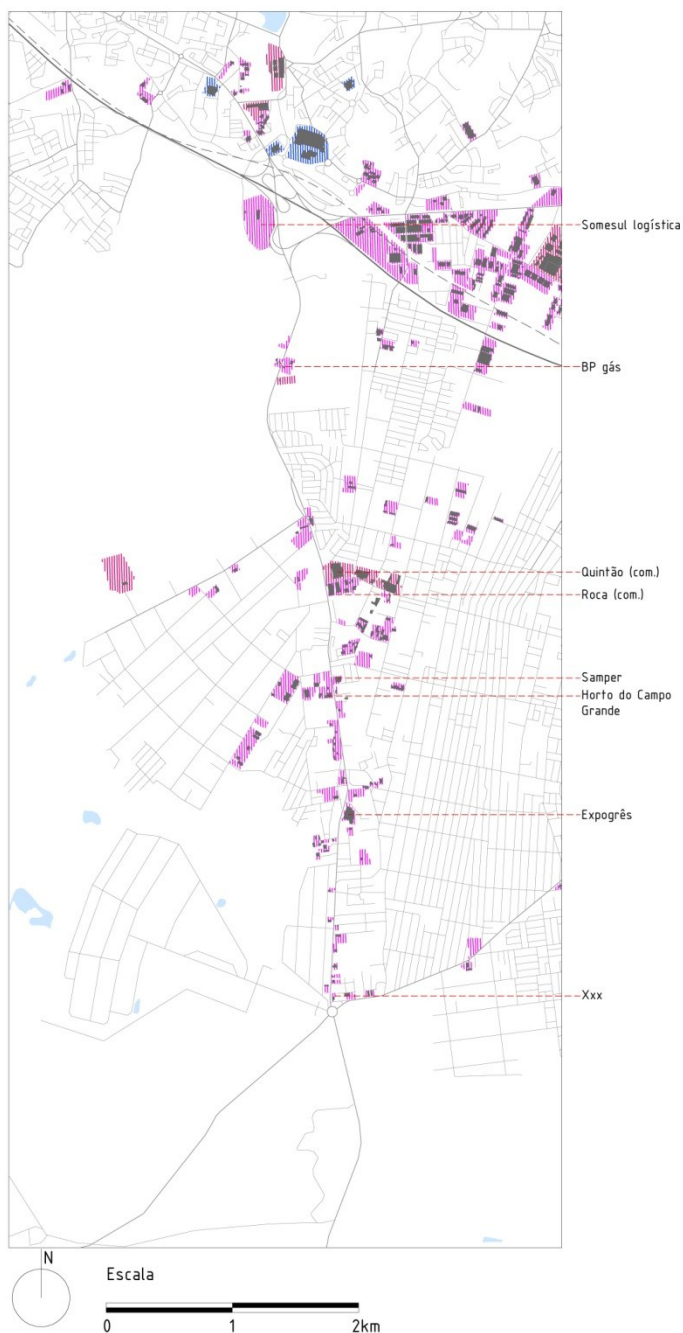 Somesul logística
BP gás
Quintão (com.)
Roca (com.)
Samper
Horto do Campo
Grande
Expogrês
Xxx
N
Escala
0 1 2km